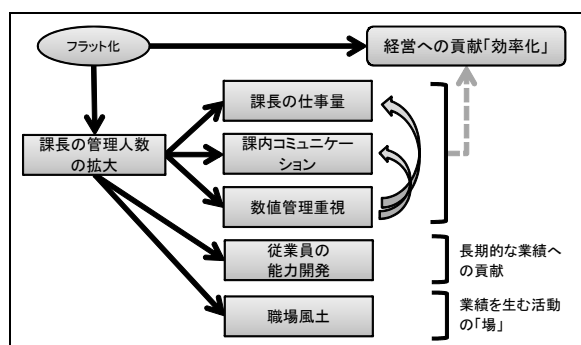 フラット化
経営への貢献「効率化」
課長の仕事量
課長の管理人数
の拡大
課内コミュニケー
ション
数値管理重視
従業員の
能力開発
長期的な業績へ
の貢献
職場風土
業績を生む活動
の「場」